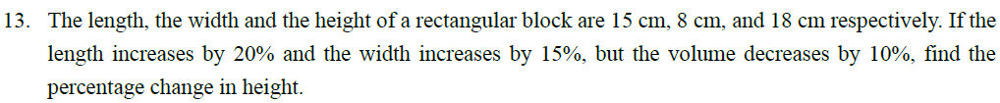 13. The length, the width and the height of a rectangular block are 15 cm, 8 cm, and 18 cm respectively. If the
length increases by 20% and the width increases by 15%, but the volume decreases by 10%, find the
percentage change in height.